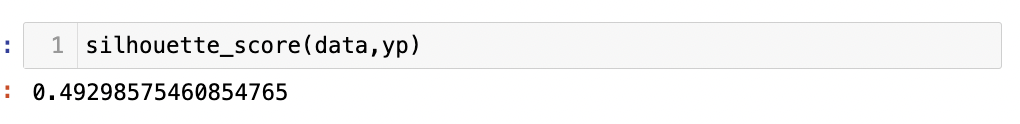 : 1 silhouette_score(data,yp)
: 0.49298575460854765